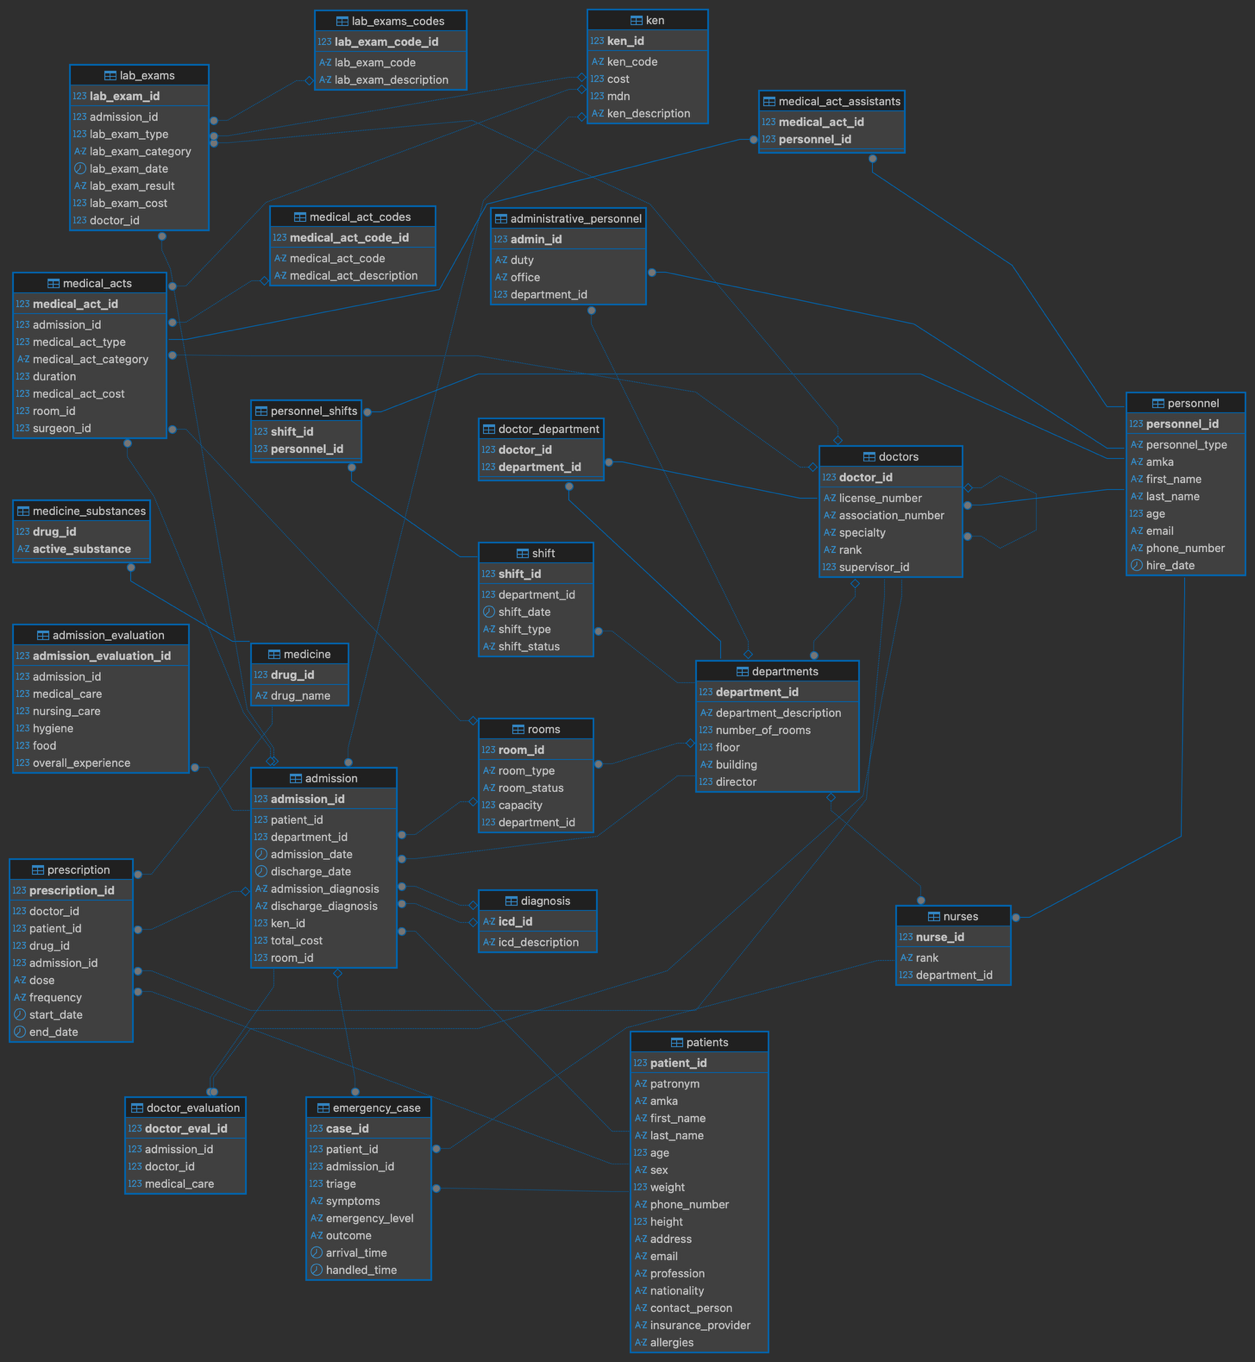 lab_exams_codes
123 lab_exam_code_id
A-Z lab_exam_code
A-Z lab_exam_description
ken
123 ken_id
A-Z ken_code
123 cost
123 mdn
A-Z ken_description
lab_exams
123 lab_exam_id
123 admission_id
123 lab_exam_type
A-Z lab_exam_category
lab_exam_date
A-Z lab_exam_result
123 lab_exam_cost
123 doctor_id
medical_act_assistants
123 medical_act_id
123 personnel_id
medical_act_codes
123 medical_act_code_id
A-Z medical_act_code
A-Z medical_act_description
administrative_personnel
123 admin_id
A-Z duty
A-Z office
123 department_id
medical_acts
123 medical_act_id
123 admission_id
123 medical_act_type
A-Z medical_act_category
123 duration
123 medical_act_cost
123 room_id
123 surgeon_id
personnel_shifts
123 shift_id
123 personnel_id
doctor_department
123 doctor_id
123 department_id
doctors
123 doctor_id
A-Z license_number
A-Z association_number
A-Z specialty
A-Z rank
123 supervisor_id
personnel
123 personnel_id
A-Z personnel_type
A-Z amka
A-Z first_name
A-Z last_name
123 age
A-Z email
A-Z phone_number
hire_date
medicine_substances
123 drug_id
A-Z active_substance
shift
123 shift_id
123 department_id
shift_date
A-Z shift_type
A-Z shift_status
admission_evaluation
123 admission_evaluation_id
123 admission_id
123 medical_care
123 nursing_care
123 hygiene
123 food
123 overall_experience
medicine
123 drug_id
A-Z drug_name
departments
123 department_id
A-Z department_description
123 number_of_rooms
123 floor
A-Z building
123 director
rooms
123 room_id
A-Z room_type
A-Z room_status
123 capacity
123 department_id
admission
123 admission_id
123 patient_id
123 department_id
admission_date
discharge_date
A-Z admission_diagnosis
A-Z discharge_diagnosis
123 ken_id
123 total_cost
123 room_id
prescription
123 prescription_id
123 doctor_id
123 patient_id
123 drug_id
123 admission_id
A-Z dose
A-Z frequency
start_date
end_date
diagnosis
A-Z icd_id
A-Z icd_description
nurses
123 nurse_id
A-Z rank
123 department_id
patients
123 patient_id
A-Z patronym
A-Z amka
A-Z first_name
A-Z last_name
123 age
A-Z sex
123 weight
A-Z phone_number
123 height
A-Z address
A-Z email
A-Z profession
A-Z nationality
A-Z contact_person
A-Z insurance_provider
A-Z allergies
doctor_evaluation
123 doctor_eval_id
123 admission_id
123 doctor_id
123 medical_care
emergency_case
123 case_id
123 patient_id
123 admission_id
123 triage
A-Z symptoms
A-Z emergency_level
A-Z outcome
arrival_time
handled_time